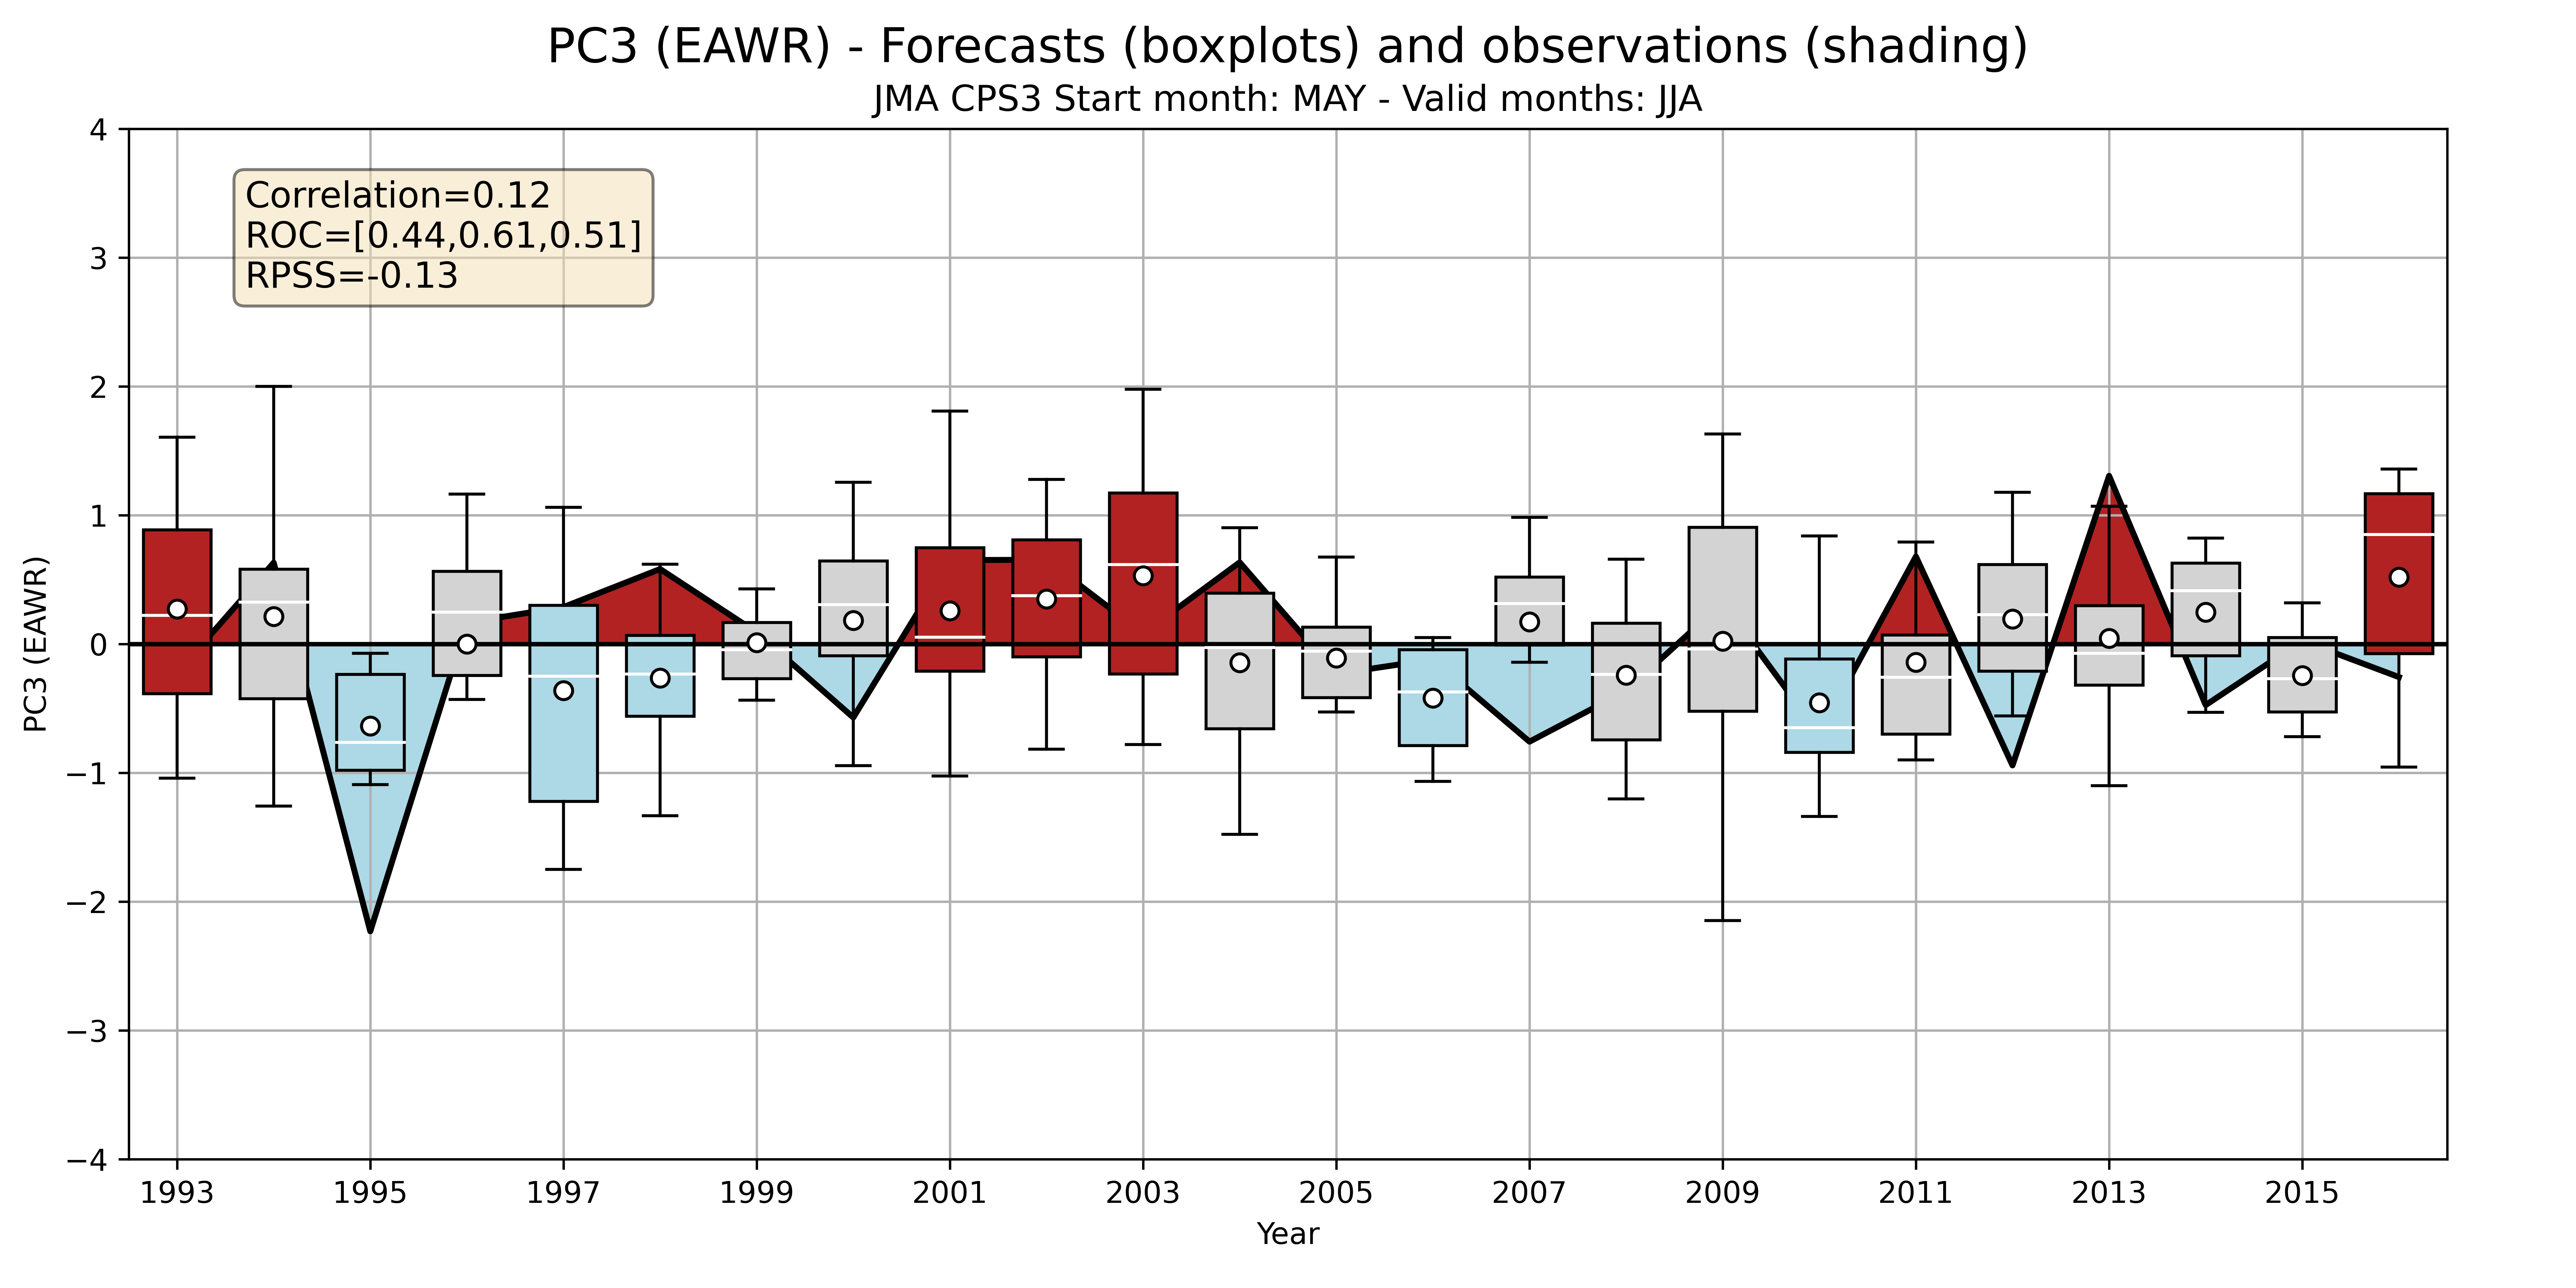 PC3 (EAWR) - Forecasts (boxplots) and observations (shading)
JMA CPS3 Start month: MAY - Valid months: JJA
Correlation=0.12
ROC=[0.44,0.61,0.51]
RPSS=-0.13
4
3
2
1
0
−1
−2
−3
−4
PC3 (EAWR)
1993 1995 1997 1999 2001 2003 2005 2007 2009 2011 2013 2015
Year